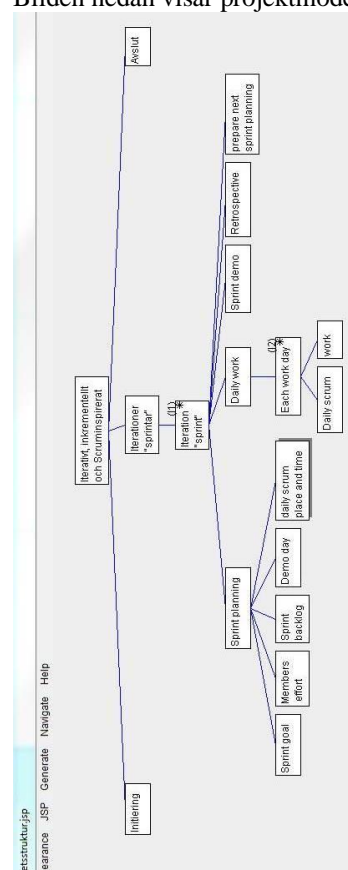 Bilden nedan visar projektmode
etsstruktur.jsp
earance JSP Generate Navigate Help
Iterativt, inkrementellt
och Scruminspirerat
Initiering
Iterationer
"sprintar"
Avslut
(I1)
Iteration *
"sprint"
Sprint planning
Daily work
Sprint demo
Retrospective
prepare next
sprint planning
Sprint goal
Members
effort
Sprint
backlog
Demo day
daily scrum
place and time
(I2)
Each work day *
Daily scrum
work